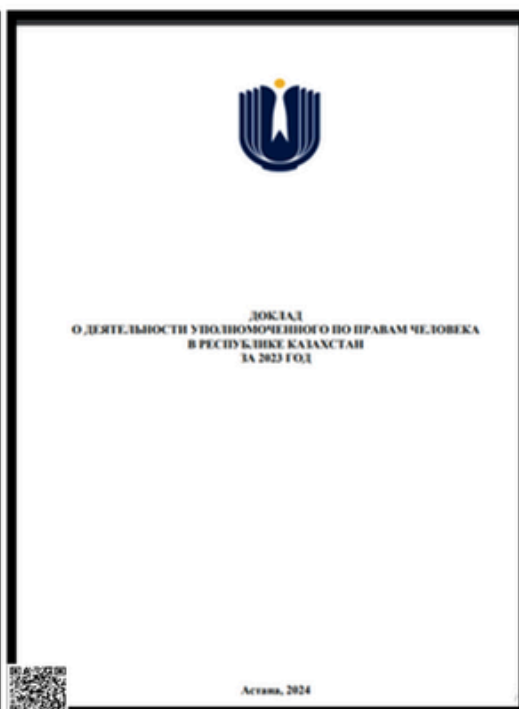 ДОКЛАД
О ДЕЯТЕЛЬНОСТИ УПОЛНОМОЧЕННОГО ПО ПРАВАМ ЧЕЛОВЕКА
В РЕСПУБЛИКЕ КАЗАХСТАН
ЗА 2023 ГОД
Астана, 2024